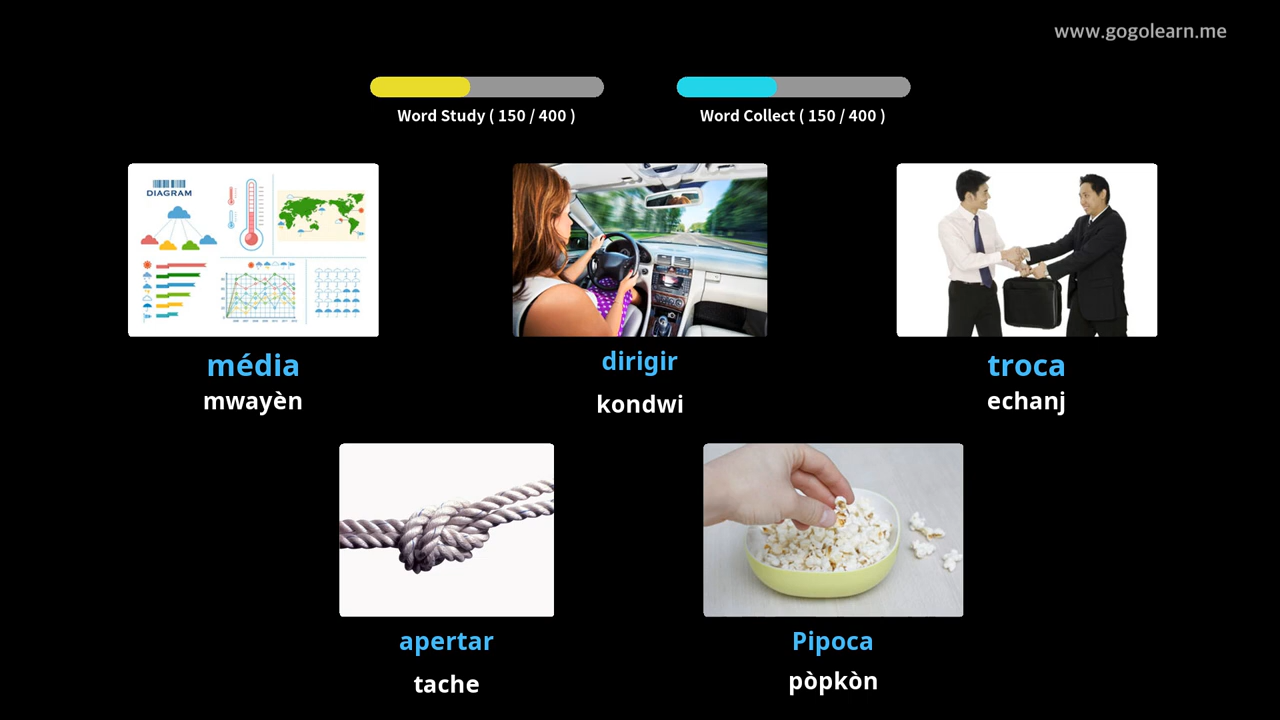 www.gogolearn.me
Word Study ( 150 / 400 )
Word Collect ( 150 / 400 )
DIAGRAM
média
mwayèn
dirigir
kondwi
troca
echanj
apertar
tache
Pipoca
pòpkòn